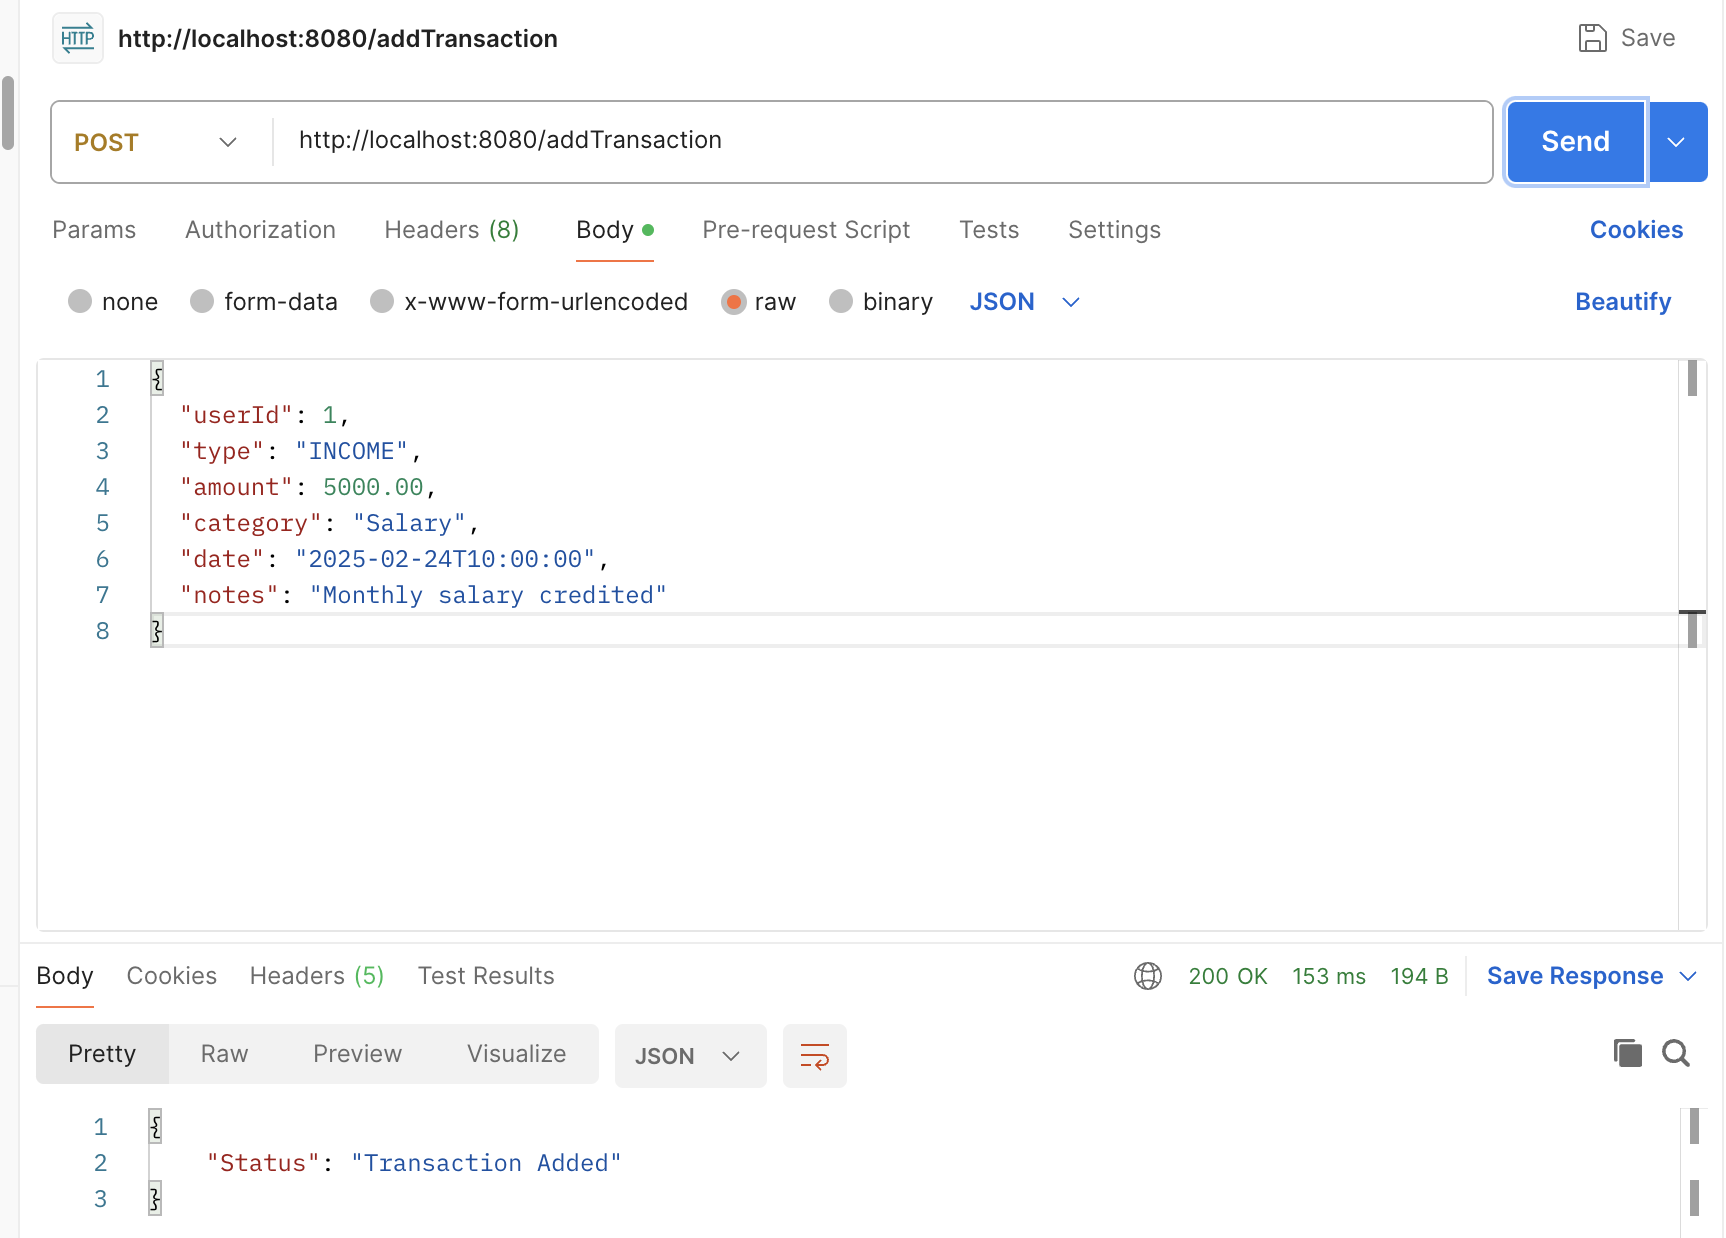 HTTP http://localhost:8080/addTransaction Save
POST http://localhost:8080/addTransaction Send
Params Authorization Headers (8) Body Pre-request Script Tests Settings Cookies
none form-data x-www-form-urlencoded raw binary JSON Beautify
1 {
2 "userId": 1,
3 "type": "INCOME",
4 "amount": 5000.00,
5 "category": "Salary",
6 "date": "2025-02-24T10:00:00",
7 "notes": "Monthly salary credited"
8 }
Body Cookies Headers (5) Test Results 200 OK 153 ms 194 B Save Response
Pretty Raw Preview Visualize JSON
1 {
2 "Status": "Transaction Added"
3 }